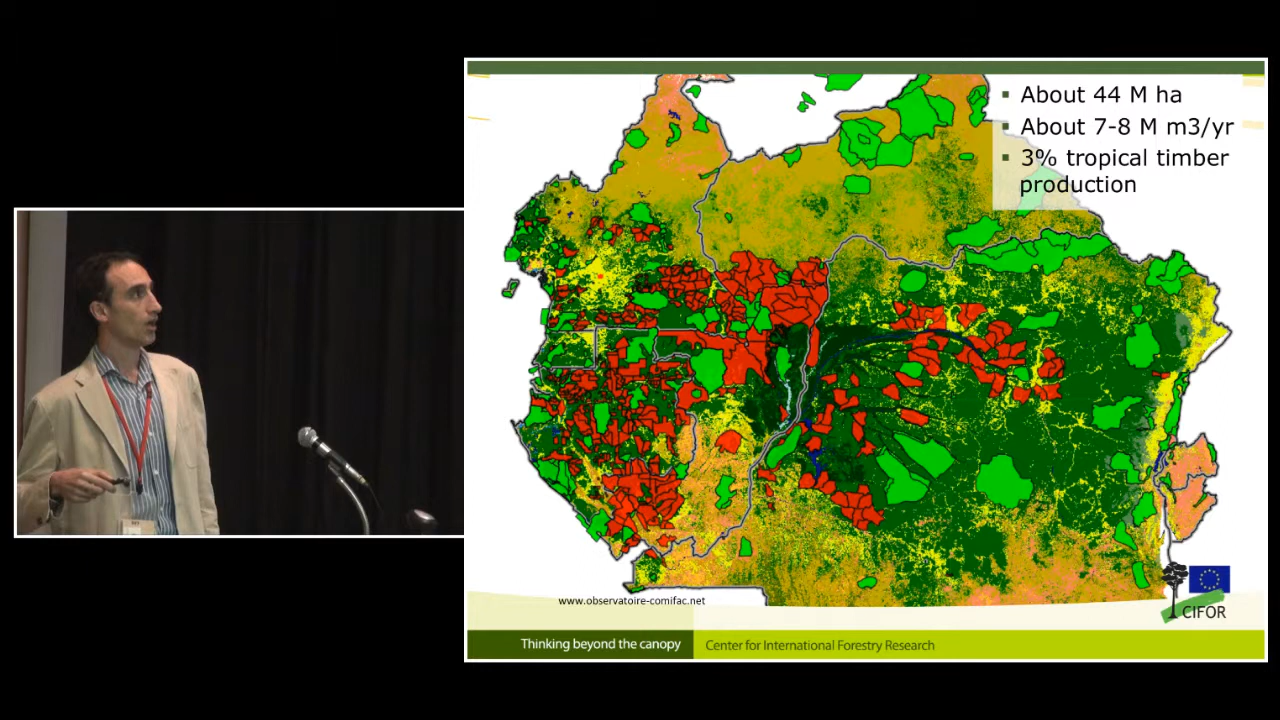 About 44 M ha
About 7-8 M m3/yr
3% tropical timber
production
www.observatoire-comifac.net
CIFOR
Thinking beyond the canopy
Center for International Forestry Research